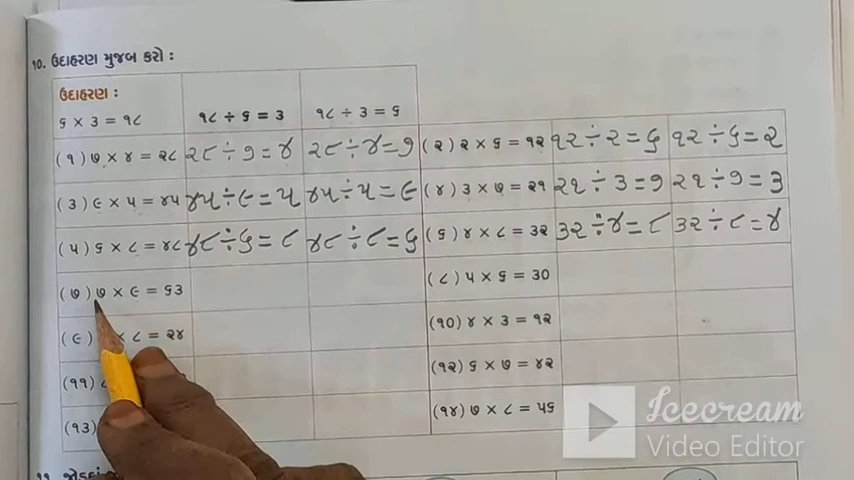 ૧૦. ઉદાહરણ મુજબ કરો :
ઉદાહરણ :
૬ × ૩ = ૧૮ ૧૮ ÷ ૬ = ૩ ૧૮ ÷ ૩ = ૬
(૧) ૭ × ૪ = ૨૮ ૨૮ ÷ ૭ = ૪ ૨૮ ÷ ૪ = ૭ (૨) ૨ × ૬ = ૧૨ ૧૨ ÷ ૨ = ૬ ૧૨ ÷ ૬ = ૨
(૩) ૯ × ૫ = ૪૫ ૪૫ ÷ ૯ = ૫ ૪૫ ÷ ૫ = ૯ (૪) ૩ × ૭ = ૨૧ ૨૧ ÷ ૩ = ૭ ૨૧ ÷ ૭ = ૩
(૫) ૬ × ૮ = ૪૮ ૪૮ ÷ ૬ = ૮ ૪૮ ÷ ૮ = ૬ (૬) ૪ × ૮ = ૩૨ ૩૨ ÷ ૪ = ૮ ૩૨ ÷ ૮ = ૪
(૭) ૭ × ૯ = ૬૩ (૮) ૫ × ૬ = ૩૦
(૯) × ૮ = ૨૪ (૧૦) ૪ × ૩ = ૧૨
(૧૧) (૧૨) ૬ × ૭ = ૪૨
(૧૩) (૧૪) ૭ × ૮ = ૫૬
Icecream
Video Editor